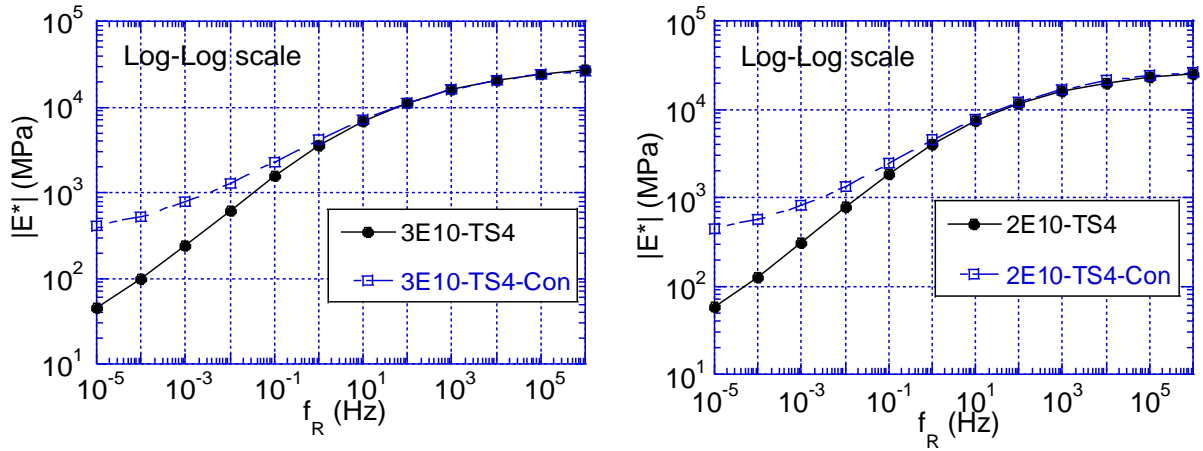 Log-Log scale
|E*| (MPa)
10^5
10^4
10^3
10^2
10^1
3E10-TS4
3E10-TS4-Con
10^-5 10^-3 10^-1 10^1 10^3 10^5
f_R (Hz)
Log-Log scale
|E*| (MPa)
10^5
10^4
10^3
10^2
10^1
2E10-TS4
2E10-TS4-Con
10^-5 10^-3 10^-1 10^1 10^3 10^5
f_R (Hz)